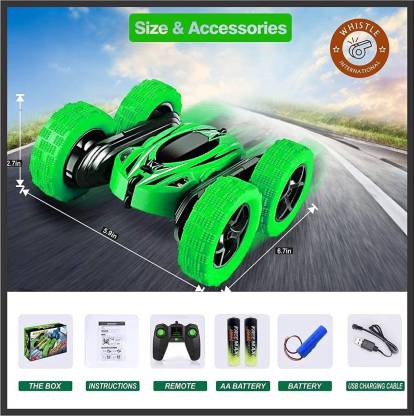 Size & Accessories
WHISTLE
INTERNATIONAL
2.7in
5.9in
6.7in
THE BOX
INSTRUCTIONS
REMOTE
AA BATTERY
BATTERY
USB CHARGING CABLE